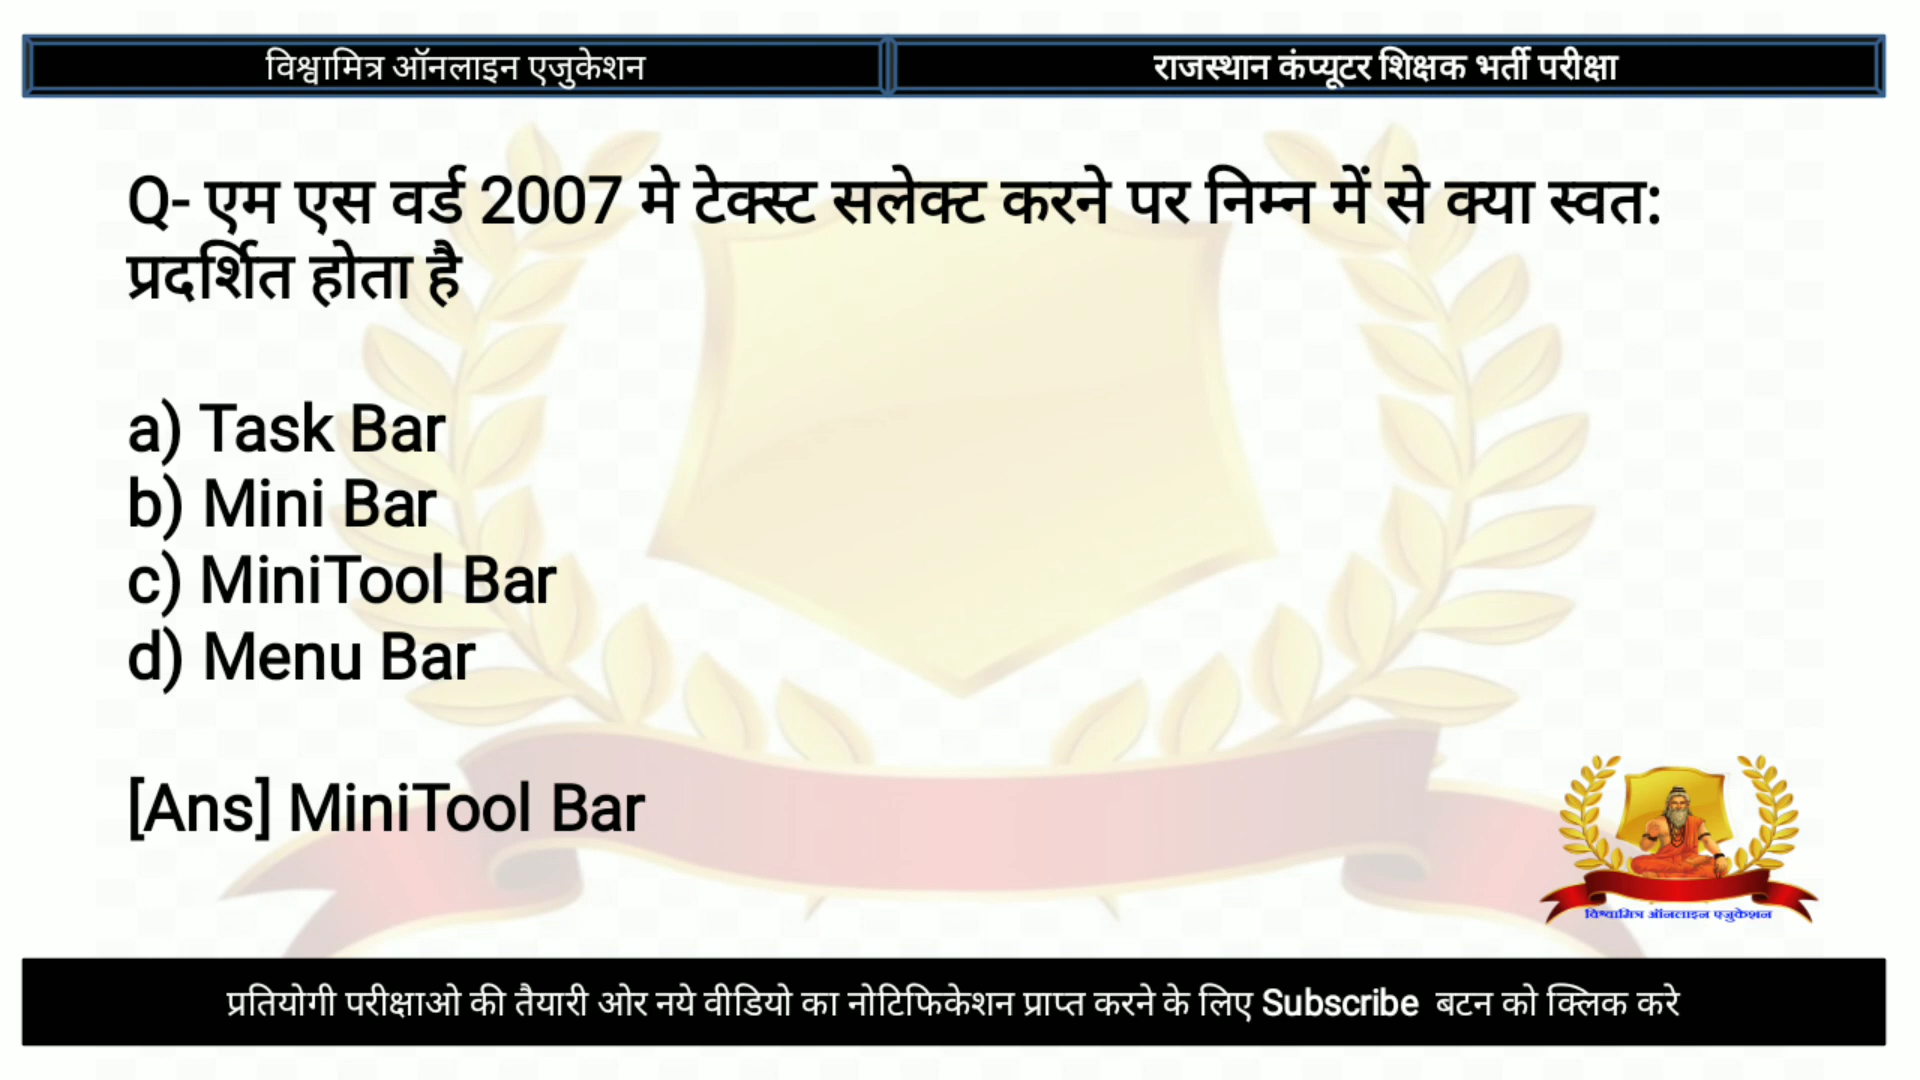 विश्वामित्र ऑनलाइन एजुकेशन
राजस्थान कंप्यूटर शिक्षक भर्ती परीक्षा
Q- एम एस वर्ड 2007 मे टेक्स्ट सलेक्ट करने पर निम्न में से क्या स्वत:
प्रदर्शित होता है
a) Task Bar
b) Mini Bar
c) MiniTool Bar
d) Menu Bar
[Ans] MiniTool Bar
विश्वामित्र ऑनलाइन एजुकेशन
प्रतियोगी परीक्षाओ की तैयारी ओर नये वीडियो का नोटिफिकेशन प्राप्त करने के लिए Subscribe बटन को क्लिक करे